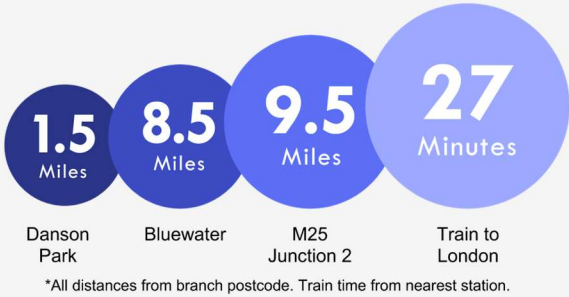 1.5
Miles
8.5
Miles
9.5
Miles
27
Minutes
Danson
Park
Bluewater
M25
Junction 2
Train to
London
*All distances from branch postcode. Train time from nearest station.